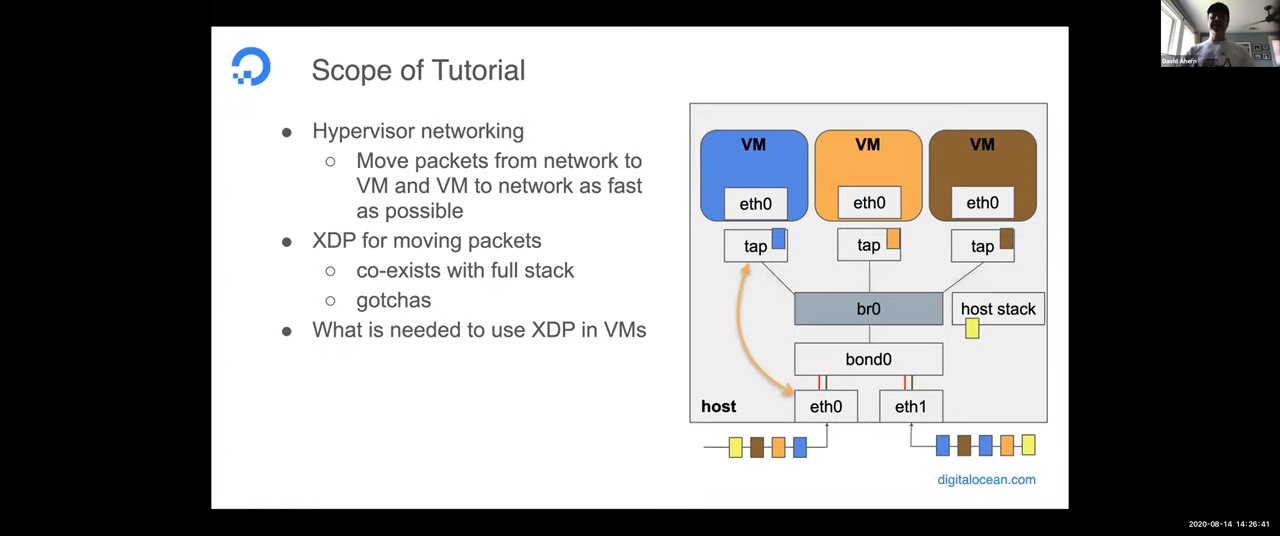 Scope of Tutorial
● Hypervisor networking
○ Move packets from network to
VM and VM to network as fast
as possible
● XDP for moving packets
○ co-exists with full stack
○ gotchas
● What is needed to use XDP in VMs
VM
VM
VM
eth0
eth0
eth0
tap
tap
tap
br0
host stack
bond0
host
eth0
eth1
digitalocean.com
David Ahern
2020-08-14 14:26:41